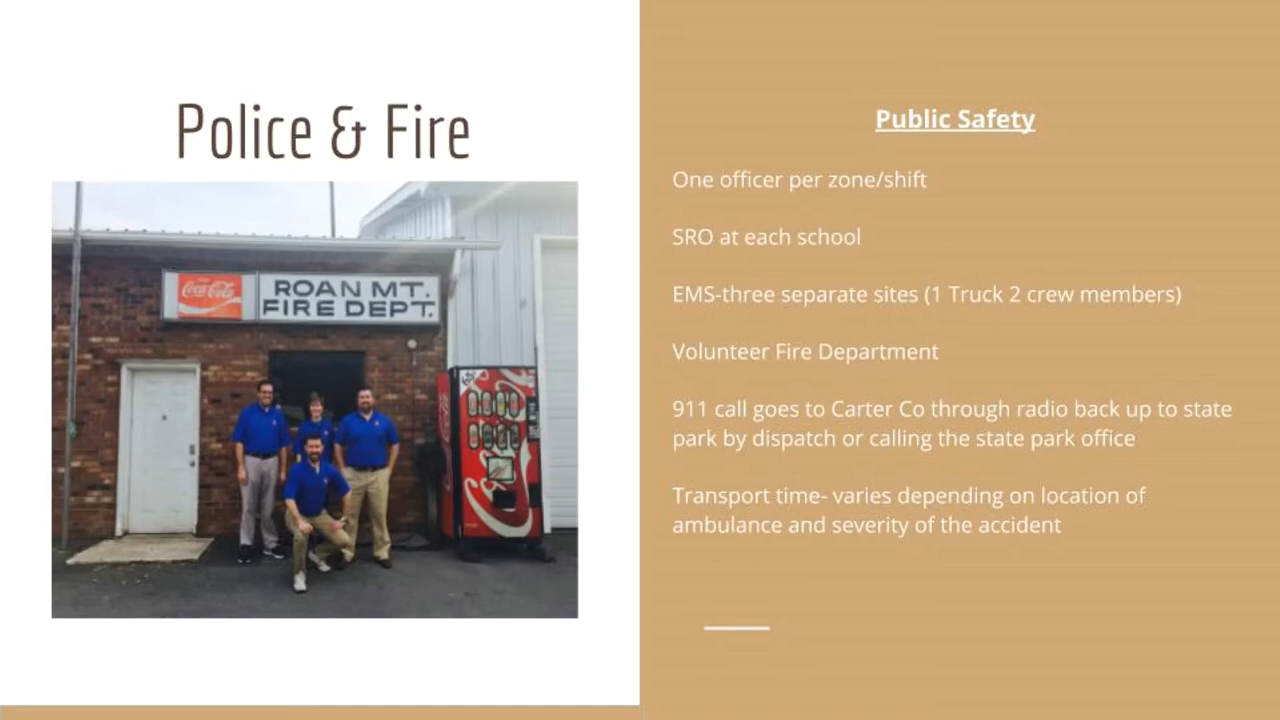 Police & Fire
Coca-Cola
ROAN MT.
FIRE DEPT.
Public Safety
One officer per zone/shift
SRO at each school
EMS-three separate sites (1 Truck 2 crew members)
Volunteer Fire Department
911 call goes to Carter Co through radio back up to state
park by dispatch or calling the state park office
Transport time- varies depending on location of
ambulance and severity of the accident